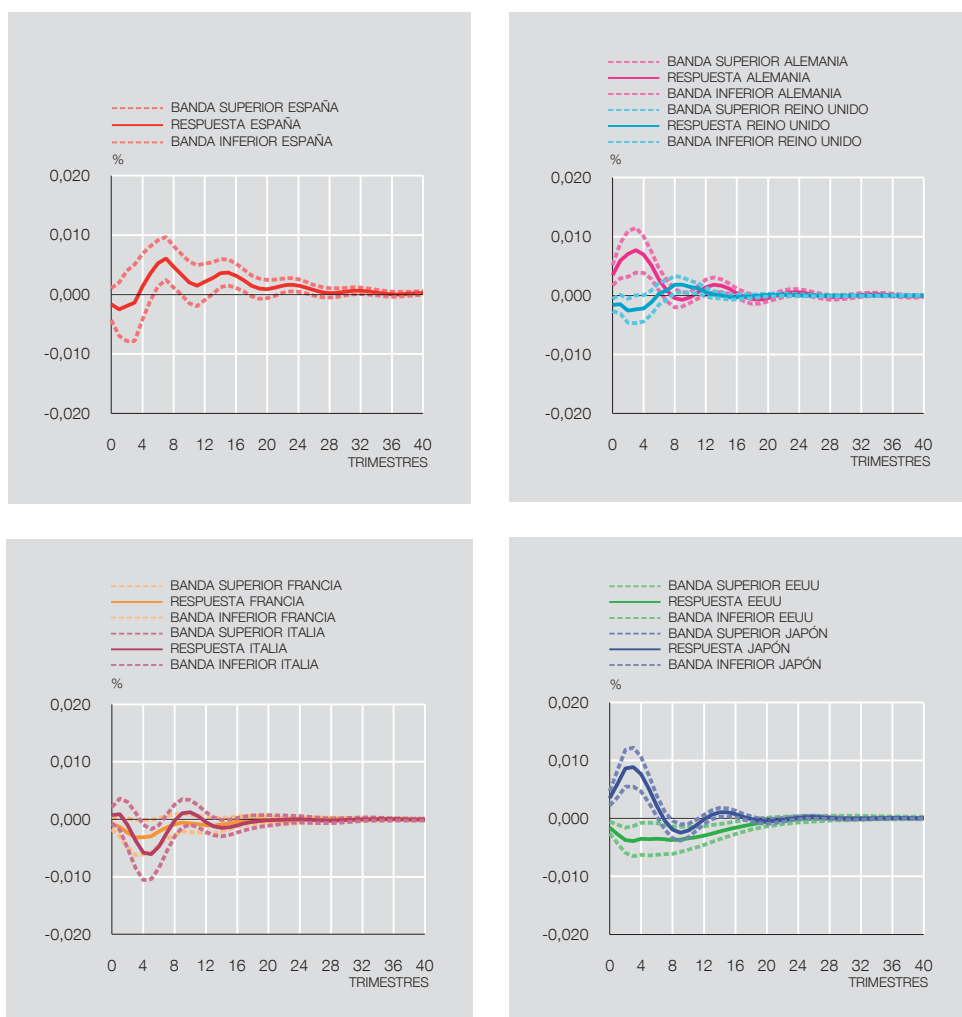 BANDA SUPERIOR ESPAÑA
RESPUESTA ESPAÑA
BANDA INFERIOR ESPAÑA
%
0,020
0,010
0,000
-0,010
-0,020
0 4 8 12 16 20 24 28 32 36 40
TRIMESTRES
BANDA SUPERIOR ALEMANIA
RESPUESTA ALEMANIA
BANDA INFERIOR ALEMANIA
BANDA SUPERIOR REINO UNIDO
RESPUESTA REINO UNIDO
BANDA INFERIOR REINO UNIDO
%
0,020
0,010
0,000
-0,010
-0,020
0 4 8 12 16 20 24 28 32 36 40
TRIMESTRES
BANDA SUPERIOR FRANCIA
RESPUESTA FRANCIA
BANDA INFERIOR FRANCIA
BANDA SUPERIOR ITALIA
RESPUESTA ITALIA
BANDA INFERIOR ITALIA
%
0,020
0,010
0,000
-0,010
-0,020
0 4 8 12 16 20 24 28 32 36 40
TRIMESTRES
BANDA SUPERIOR EEUU
RESPUESTA EEUU
BANDA INFERIOR EEUU
BANDA SUPERIOR JAPÓN
RESPUESTA JAPÓN
BANDA INFERIOR JAPÓN
%
0,020
0,010
0,000
-0,010
-0,020
0 4 8 12 16 20 24 28 32 36 40
TRIMESTRES